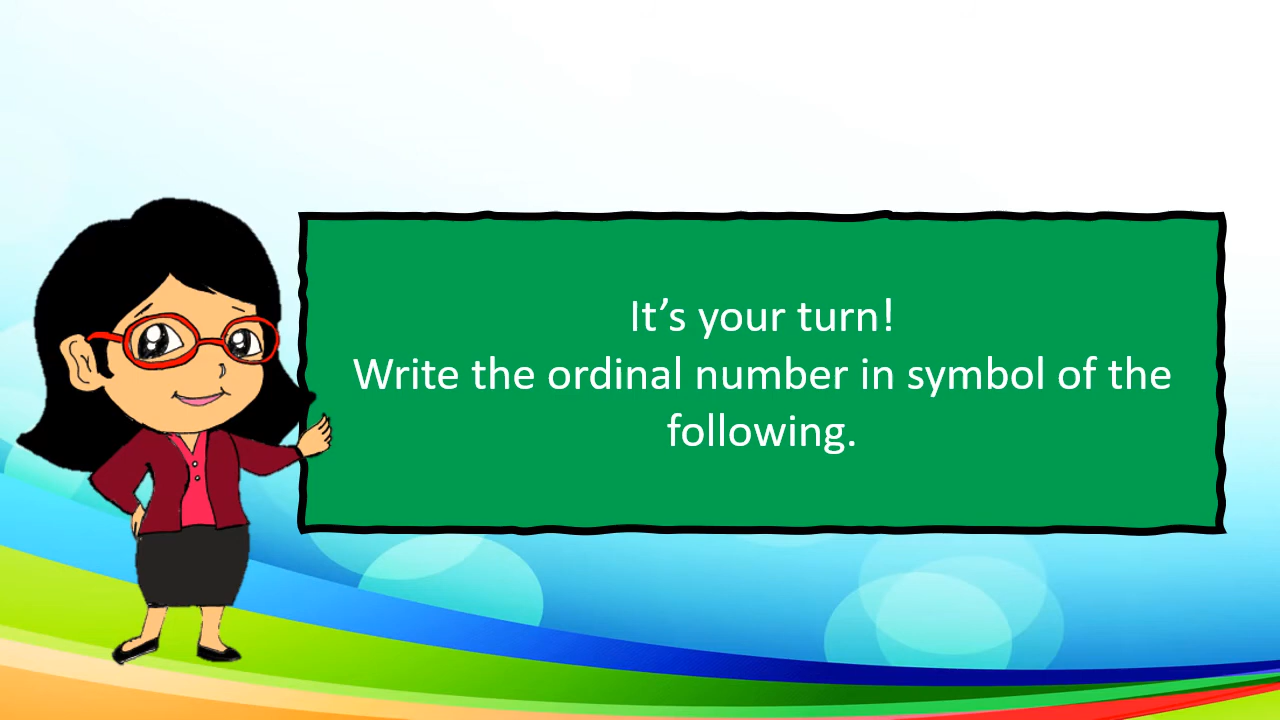 It’s your turn!
Write the ordinal number in symbol of the
following.